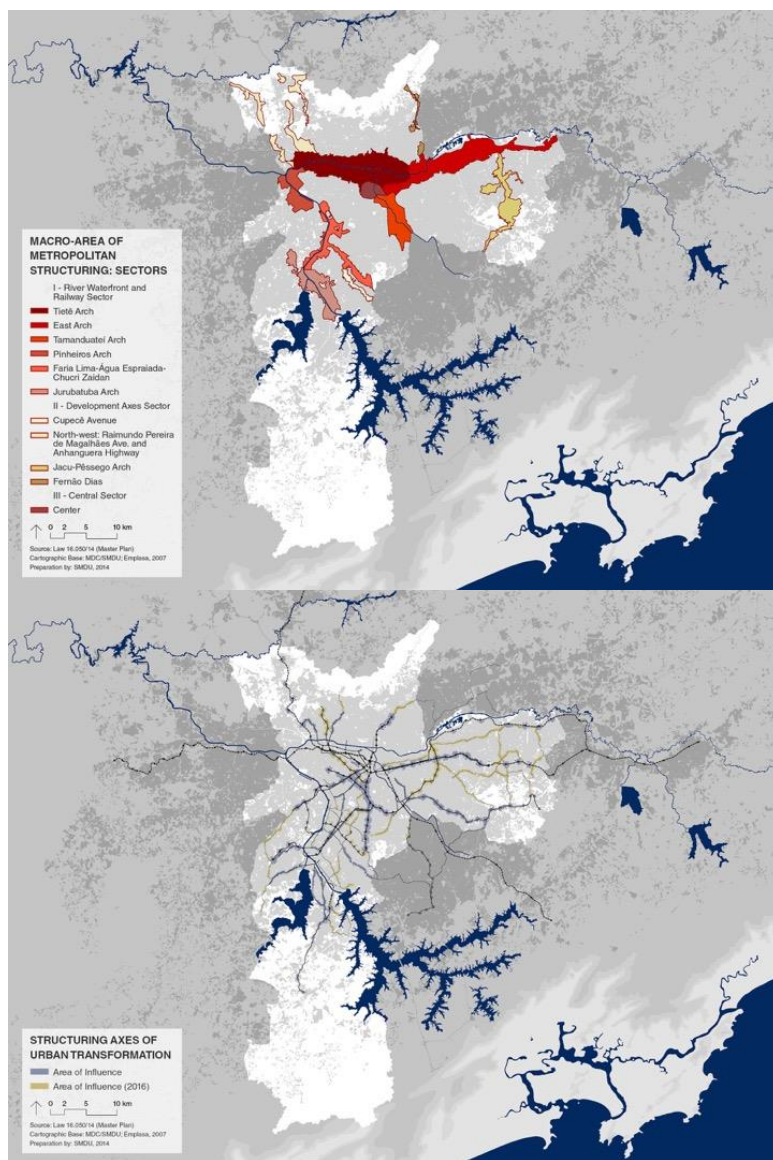 MACRO-AREA OF
METROPOLITAN
STRUCTURING: SECTORS
I - River Waterfront and
Railway Sector
Tietê Arch
East Arch
Tamanduateí Arch
Pinheiros Arch
Faria Lima-Água Espraiada-
Chucri Zaidan
Jurubatuba Arch
II - Development Axes Sector
Cupecê Avenue
North-west: Raimundo Pereira
de Magalhães Ave. and
Anhanguera Highway
Jacu-Pêssego Arch
Fernão Dias
III - Central Sector
Center
0 2 5 10 km
Source: Law 16.050/14 (Master Plan)
Cartographic Base: MDC/SMDU; Emplasa, 2007
Preparation by: SMDU, 2014
STRUCTURING AXES OF
URBAN TRANSFORMATION
Area of Influence
Area of Influence (2016)
0 2 5 10 km
Source: Law 16.050/14 (Master Plan)
Cartographic Base: MDC/SMDU; Emplasa, 2007
Preparation by: SMDU, 2014